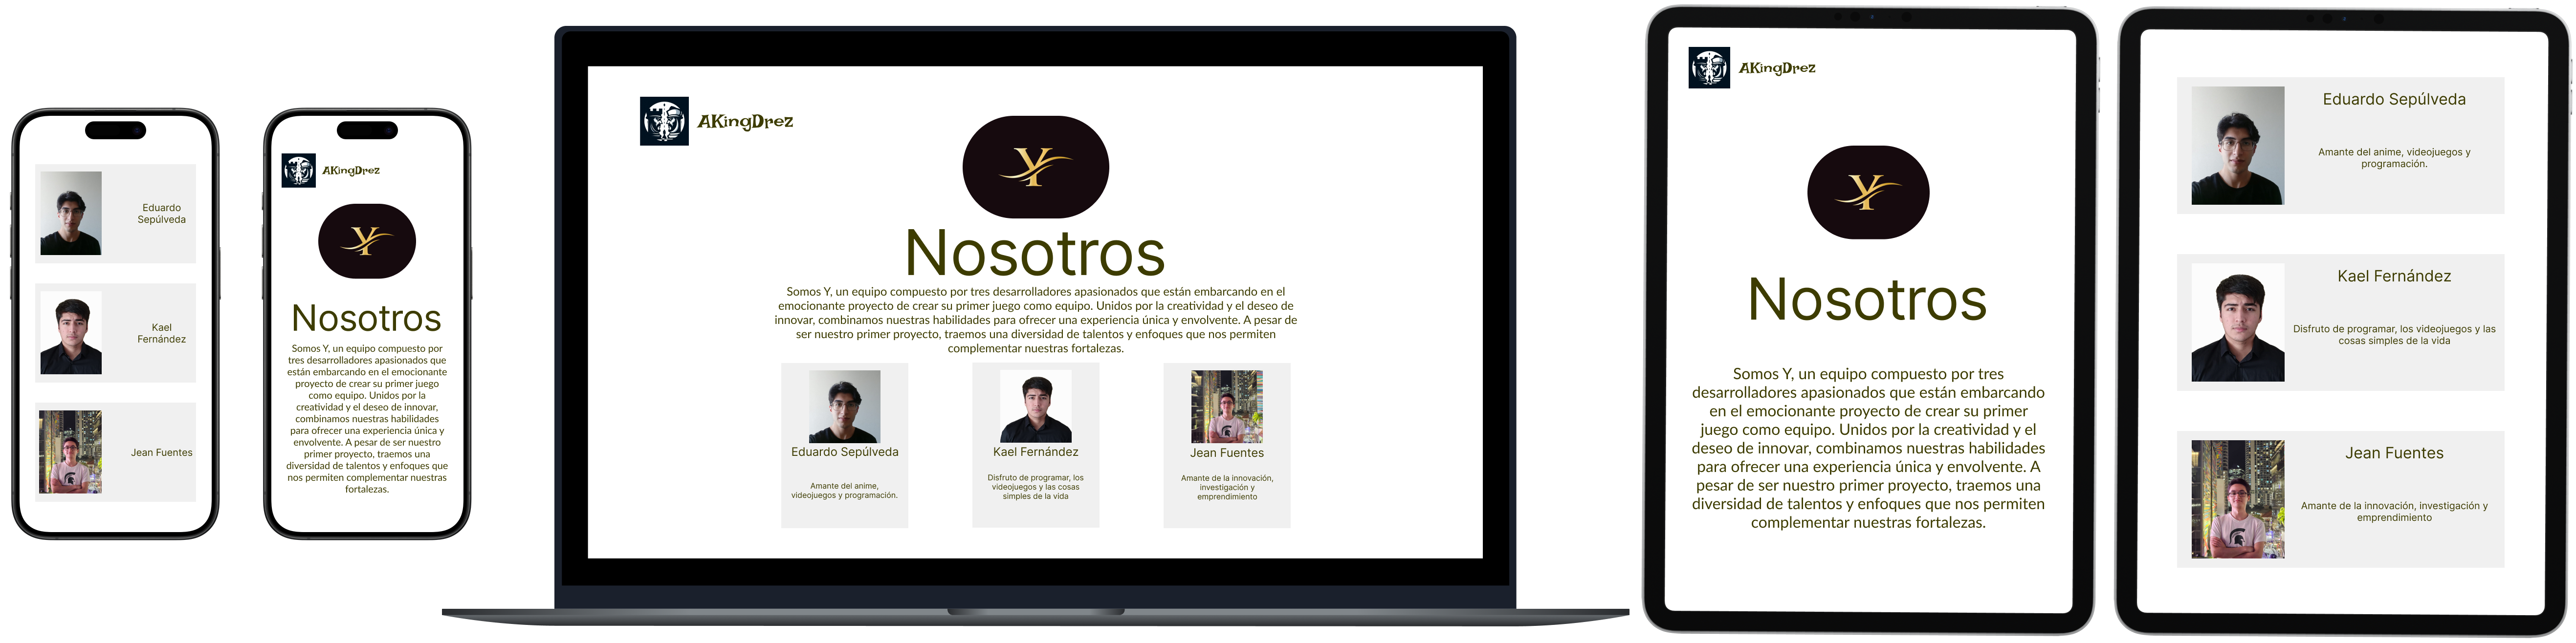 Eduardo
Sepúlveda
Kael
Fernández
Jean Fuentes
AKingDrez
Y
Nosotros
Somos Y, un equipo compuesto por
tres desarrolladores apasionados que
están embarcando en el emocionante
proyecto de crear su primer juego
como equipo. Unidos por la
creatividad y el deseo de innovar,
combinamos nuestras habilidades
para ofrecer una experiencia única y
envolvente. A pesar de ser nuestro
primer proyecto, traemos una
diversidad de talentos y enfoques que
nos permiten complementar nuestras
fortalezas.
AKingDrez
Y
Nosotros
Somos Y, un equipo compuesto por tres desarrolladores apasionados que están embarcando en el
emocionante proyecto de crear su primer juego como equipo. Unidos por la creatividad y el deseo de
innovar, combinamos nuestras habilidades para ofrecer una experiencia única y envolvente. A pesar de
ser nuestro primer proyecto, traemos una diversidad de talentos y enfoques que nos permiten
complementar nuestras fortalezas.
Eduardo Sepúlveda
Amante del anime,
videojuegos y programación.
Kael Fernández
Disfruto de programar, los
videojuegos y las cosas
simples de la vida
Jean Fuentes
Amante de la innovación,
investigación y
emprendimiento
AKingDrez
Y
Nosotros
Somos Y, un equipo compuesto por tres
desarrolladores apasionados que están embarcando
en el emocionante proyecto de crear su primer
juego como equipo. Unidos por la creatividad y el
deseo de innovar, combinamos nuestras habilidades
para ofrecer una experiencia única y envolvente. A
pesar de ser nuestro primer proyecto, traemos una
diversidad de talentos y enfoques que nos permiten
complementar nuestras fortalezas.
Eduardo Sepúlveda
Amante del anime, videojuegos y
programación.
Kael Fernández
Disfruto de programar, los videojuegos y las
cosas simples de la vida
Jean Fuentes
Amante de la innovación, investigación y
emprendimiento